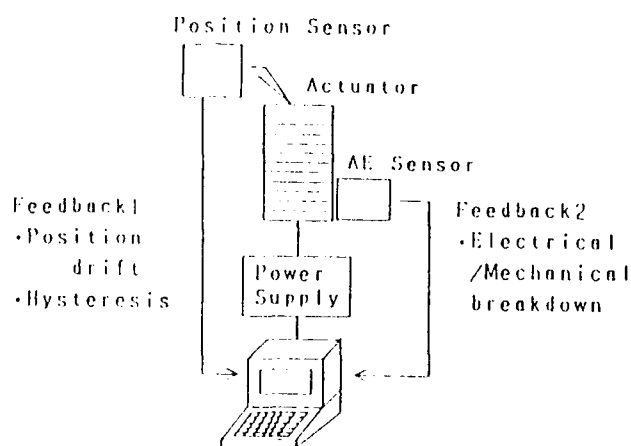 Position Sensor
Actuator
AE Sensor
Feedback1
•Position
drift
•Hysteresis
Feedback2
•Electrical
/Mechanical
breakdown
Power
Supply